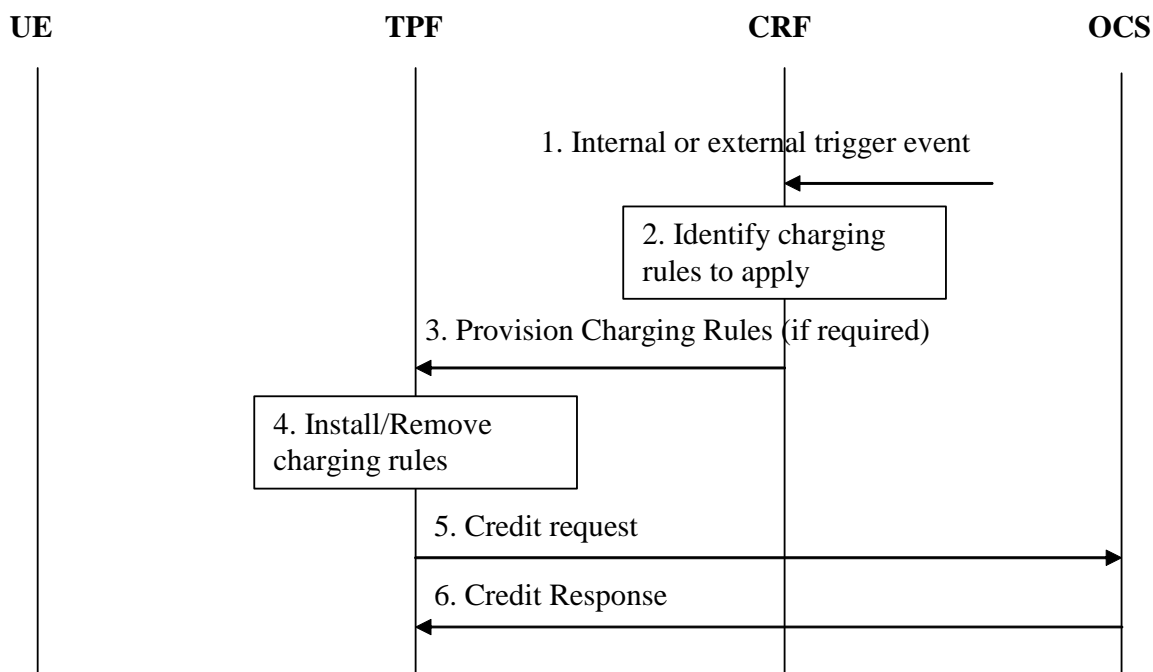 UE TPF CRF OCS
1. Internal or external trigger event
2. Identify charging
rules to apply
3. Provision Charging Rules (if required)
4. Install/Remove
charging rules
5. Credit request
6. Credit Response